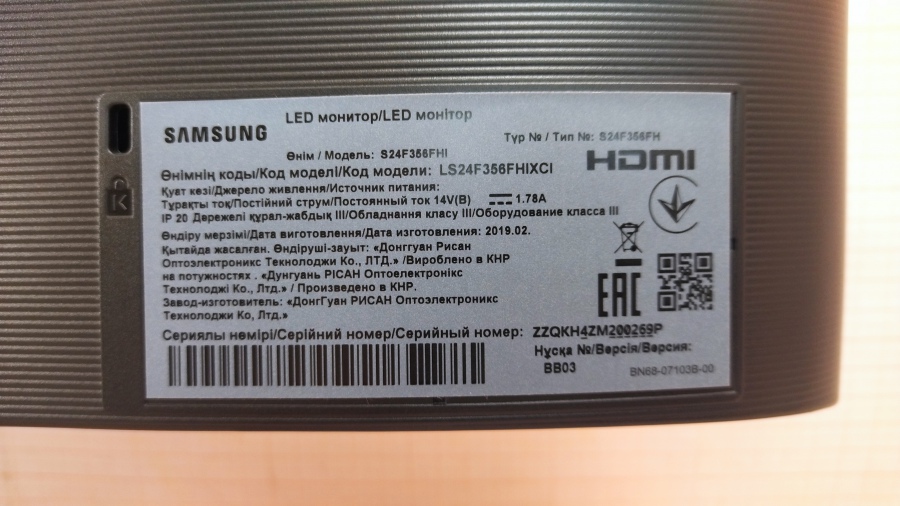 LED монитор/LED монітор
SAMSUNG
Түр № / Тип №: S24F356FH
Өнім / Модель: S24F356FHI
HDMI
Өнімнің коды/Код моделі/Код модели: LS24F356FHIXCI
Қуат көзі/Джерело живлення/Источник питания:
Тұрақты ток/Постійний струм/Постоянный ток 14V(В) 1.78A
IP 20 Дәрежелі құрал-жабдық III/Обладнання класу III/Оборудование класса III
Өндіру мерзімі/Дата виготовлення/Дата изготовления: 2019.02.
Қытайда жасалған. Өндіруші-зауыт: «Донггуан Рисан
Оптоэлектроникс Технолоджи Ко., ЛТД.» /Вироблено в КНР
на потужностях . «Дунгуань РІСАН Оптоелектронікс
Технолоджі Ко., Лтд.» / Произведено в КНР.
Завод-изготовитель: «ДонгГуан РИСАН Оптоэлектроникс
Технолоджи Ко, Лтд.»
EAC
Сериялы нөмірі/Серійний номер/Серийный номер: ZZQKH4ZM200269P
Нұсқа №/Версія/Версия:
BB03
BN68-07103B-00